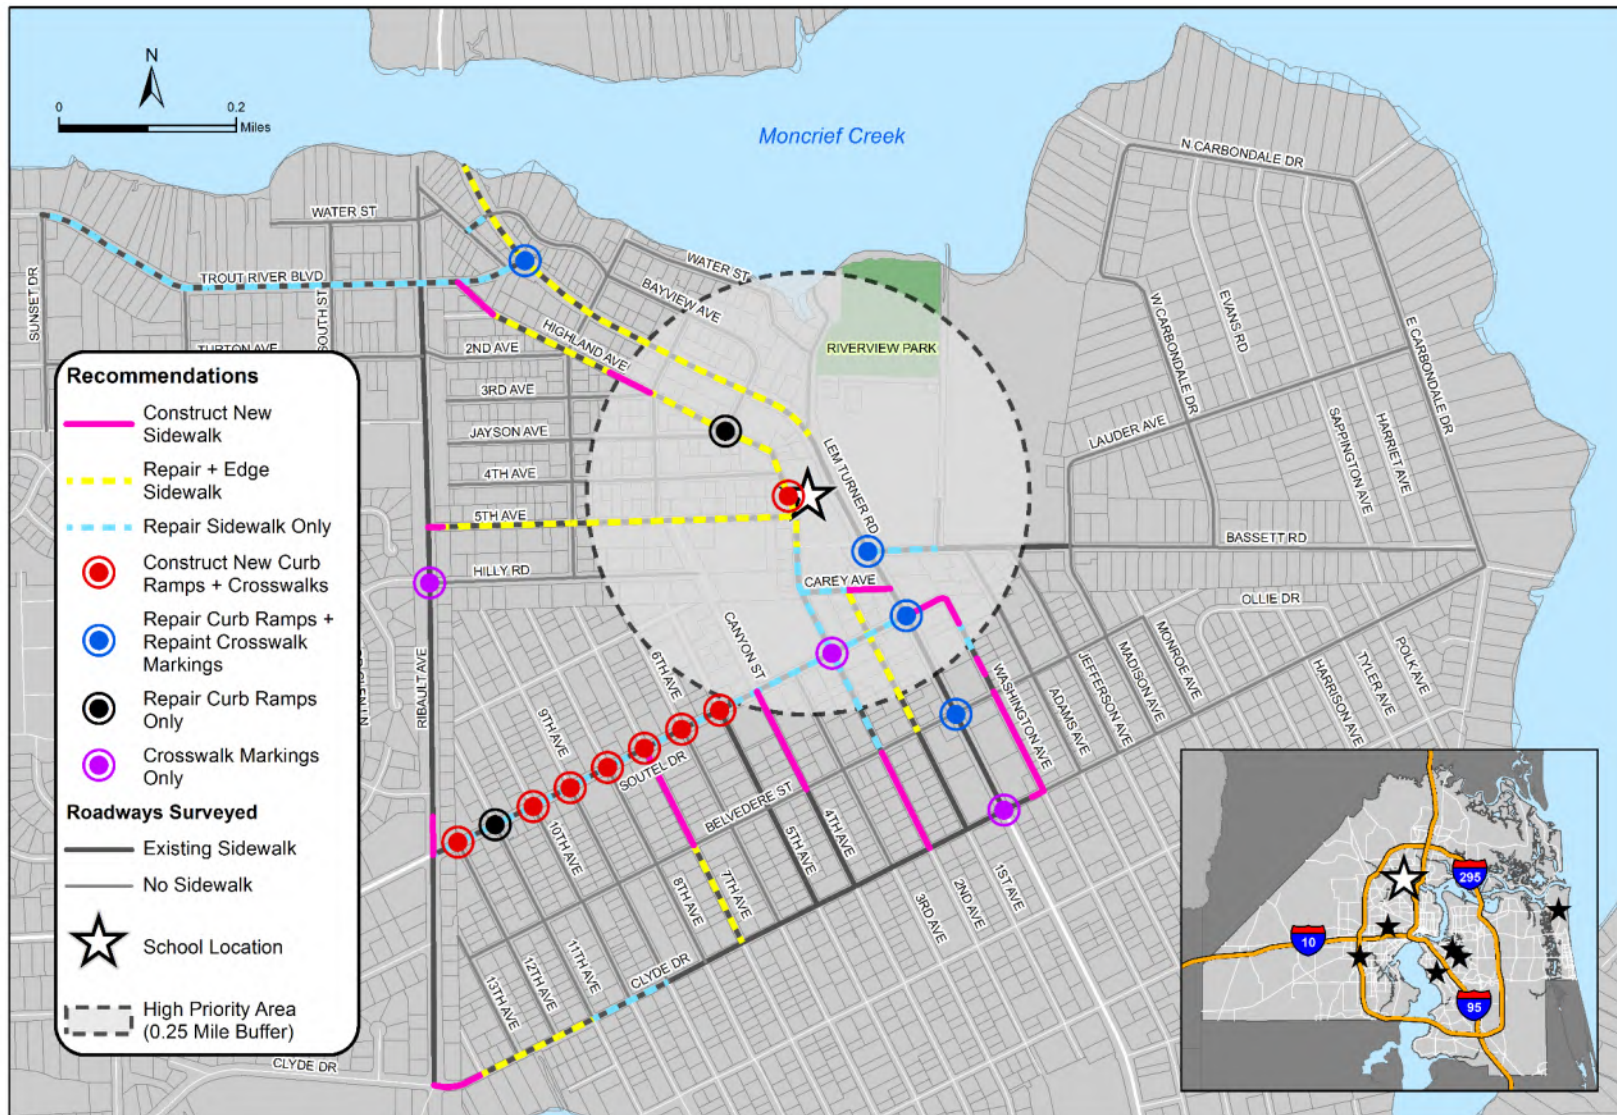 N
0
0.2
Miles
Moncrief Creek
N CARBONDALE DR
WATER ST
TROUT RIVER BLVD
SUNSET DR
SOUTH ST
WATER ST
BAYVIEW AVE
HIGHLAND AVE
RIVERVIEW PARK
W CARBONDALE DR
EVANS RD
E CARBONDALE DR
2ND AVE
3RD AVE
JAYSON AVE
4TH AVE
5TH AVE
HILLY RD
LEM TURNER RD
LAUDER AVE
SAPPINGTON AVE
HARRIET AVE
BASSETT RD
CAREY AVE
OLLIE DR
RIBAULT AVE
CANYON ST
6TH AVE
9TH AVE
SOUTEL DR
BELVEDERE ST
WASHINGTON AVE
ADAMS AVE
JEFFERSON AVE
MADISON AVE
MONROE AVE
HARRISON AVE
TYLER AVE
POLK AVE
10TH AVE
5TH AVE
4TH AVE
8TH AVE
7TH AVE
3RD AVE
2ND AVE
1ST AVE
13TH AVE
12TH AVE
11TH AVE
CLYDE DR
CLYDE DR
Recommendations
Construct New
Sidewalk
Repair + Edge
Sidewalk
Repair Sidewalk Only
Construct New Curb
Ramps + Crosswalks
Repair Curb Ramps +
Repaint Crosswalk
Markings
Repair Curb Ramps
Only
Crosswalk Markings
Only
Roadways Surveyed
Existing Sidewalk
No Sidewalk
School Location
High Priority Area
(0.25 Mile Buffer)
295
10
95